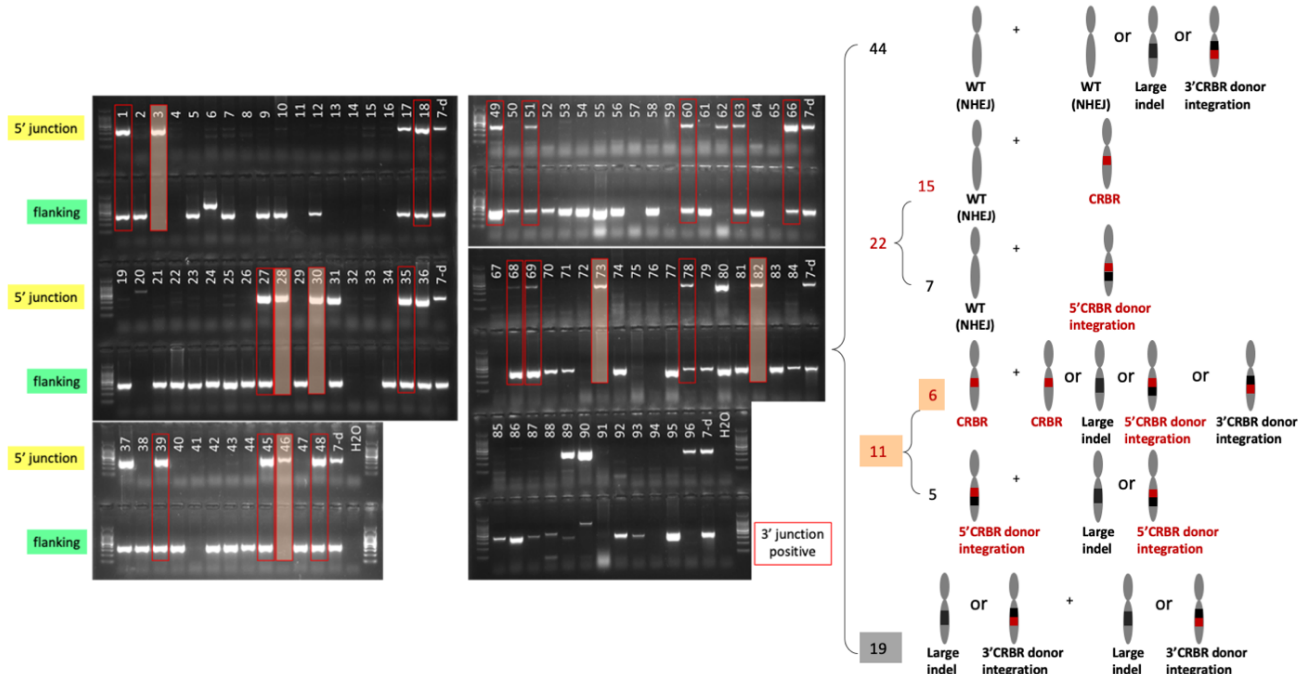 5' junction
1 2 3 4 5 6 7 8 9 10 11 12 13 14 15 16 17 18 7-d
flanking
5' junction
19 20 21 22 23 24 25 26 27 28 29 30 31 32 33 34 35 36 7-d
flanking
5' junction
37 38 39 40 41 42 43 44 45 46 47 48 7-d H2O
flanking
49 50 51 52 53 54 55 56 57 58 59 60 61 62 63 64 65 66 7-d
67 68 69 70 71 72 73 74 75 76 77 78 79 80 81 82 83 84 7-d
85 86 87 88 89 90 91 92 93 94 95 96 7-d H2O
3' junction
positive
44
+
or
or
WT
(NHEJ)
WT
(NHEJ)
Large
indel
3'CRBR donor
integration
15
+
WT
(NHEJ)
CRBR
22
7
+
WT
(NHEJ)
5'CRBR donor
integration
6
+
or
or
or
CRBR
CRBR
Large
indel
5'CRBR donor
integration
3'CRBR donor
integration
11
5
+
or
5'CRBR donor
integration
Large
indel
5'CRBR donor
integration
19
or
+
or
Large
indel
3'CRBR donor
integration
Large
indel
3'CRBR donor
integration